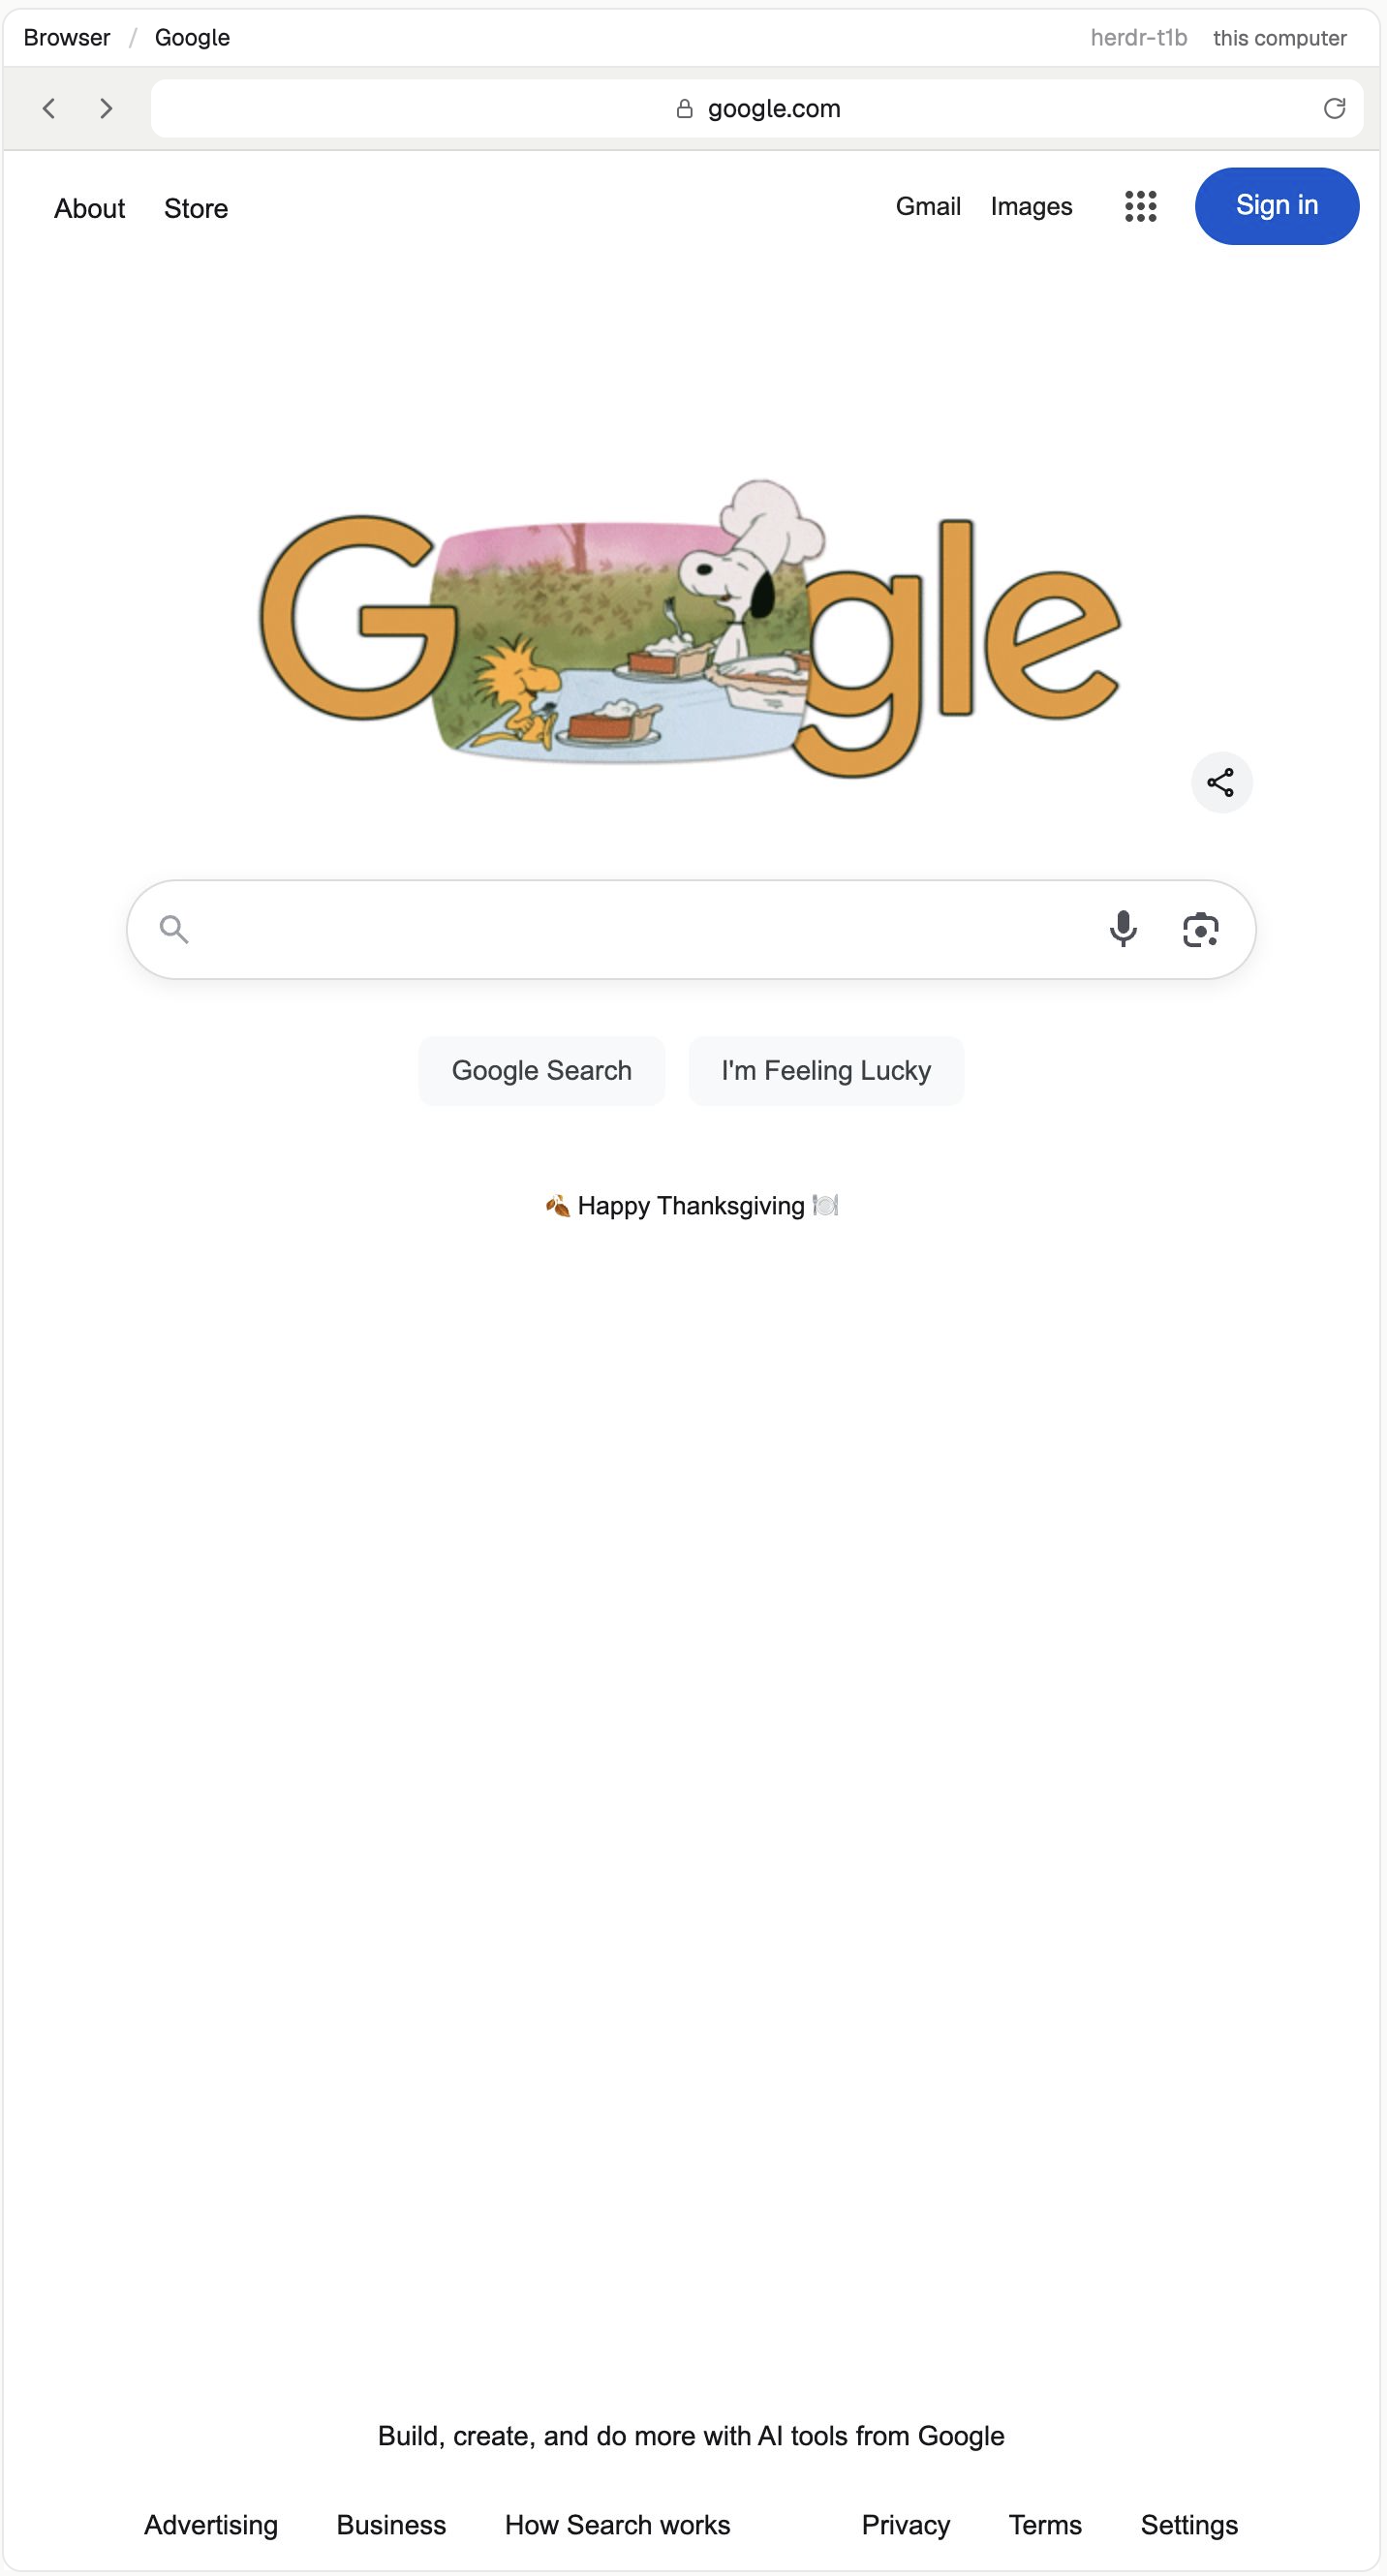 Browser / Google herdr-t1b this computer
google.com
About Store Gmail Images Sign in
Google
Google Search I'm Feeling Lucky
🍂 Happy Thanksgiving 🍽️
Build, create, and do more with AI tools from Google
Advertising Business How Search works Privacy Terms Settings